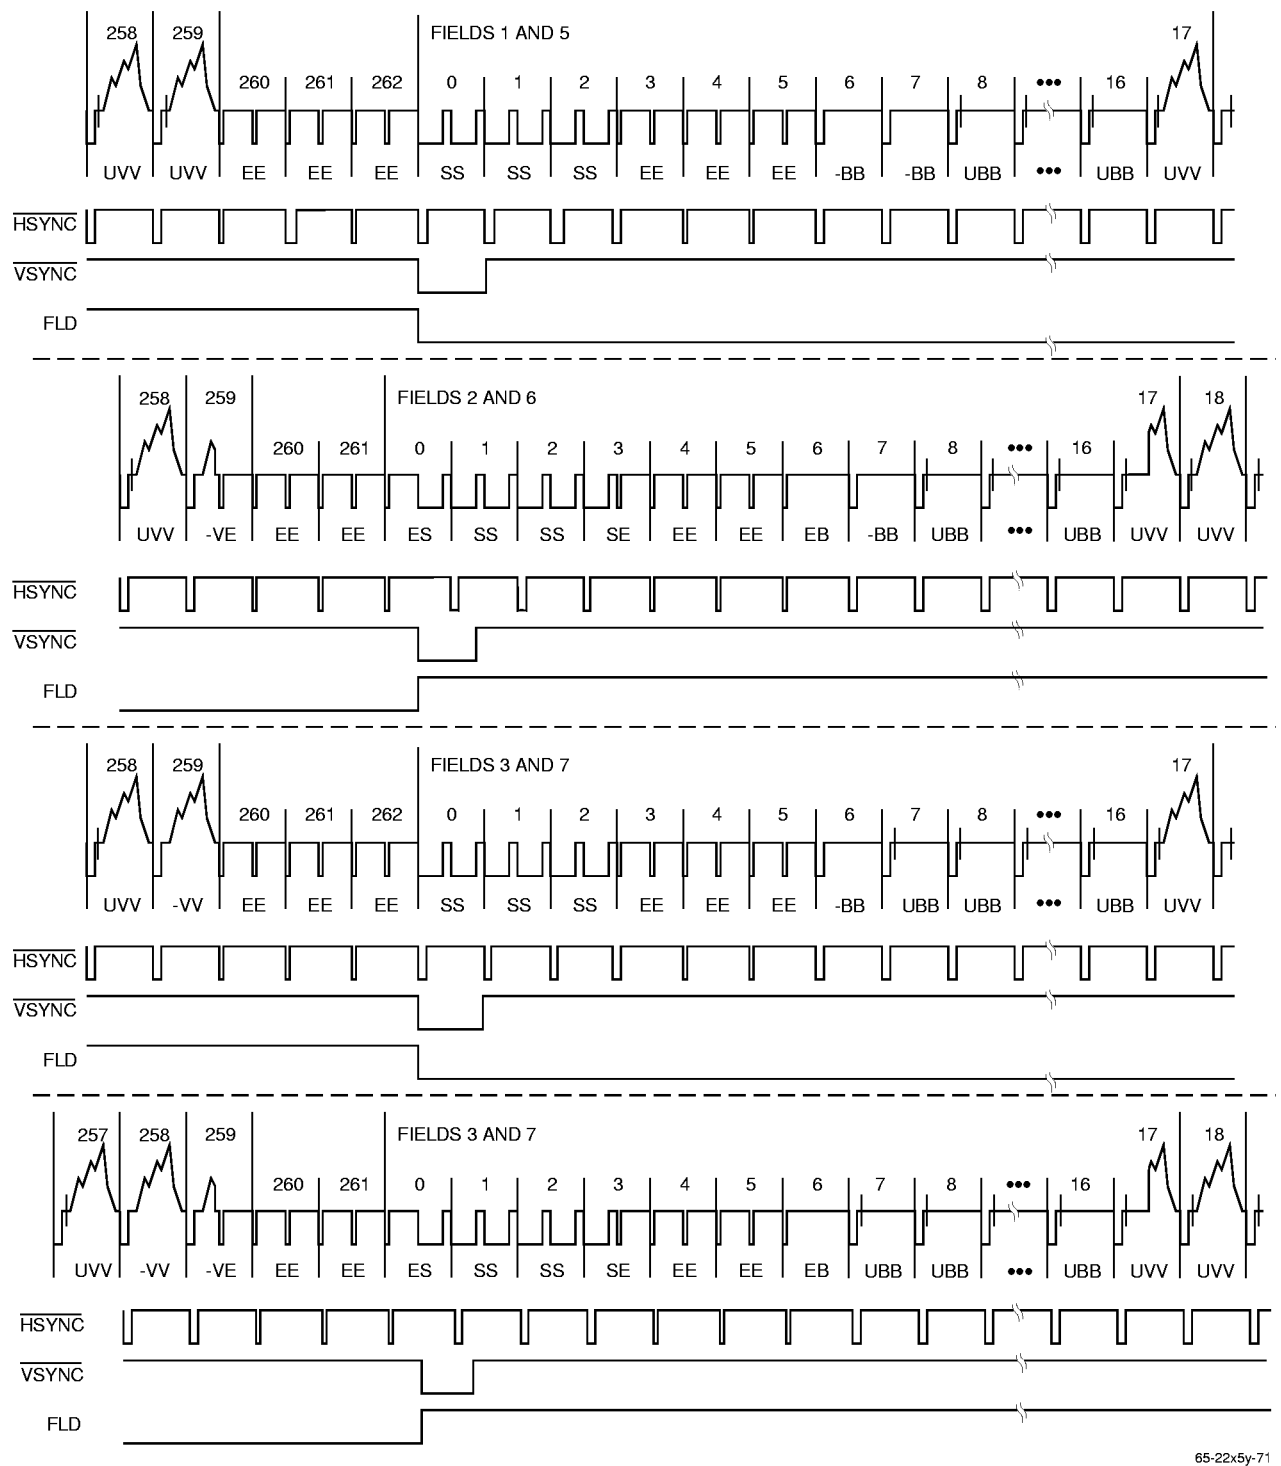 258 259 FIELDS 1 AND 5 17
260 261 262 0 1 2 3 4 5 6 7 8 ••• 16
UVV UVV EE EE EE SS SS SS EE EE EE -BB -BB UBB ••• UBB UVV
HSYNC
VSYNC
FLD
258 259 FIELDS 2 AND 6 17 18
260 261 0 1 2 3 4 5 6 7 8 ••• 16
UVV -VE EE EE ES SS SS SE EE EE EB -BB UBB ••• UBB UVV UVV
HSYNC
VSYNC
FLD
258 259 FIELDS 3 AND 7 17
260 261 262 0 1 2 3 4 5 6 7 8 ••• 16
UVV -VV EE EE EE SS SS SS EE EE EE -BB UBB UBB ••• UBB UVV
HSYNC
VSYNC
FLD
257 258 259 FIELDS 3 AND 7 17 18
260 261 0 1 2 3 4 5 6 7 8 ••• 16
UVV -VV -VE EE EE ES SS SS SE EE EE EB UBB UBB ••• UBB UVV UVV
HSYNC
VSYNC
FLD
65-22x5y-71